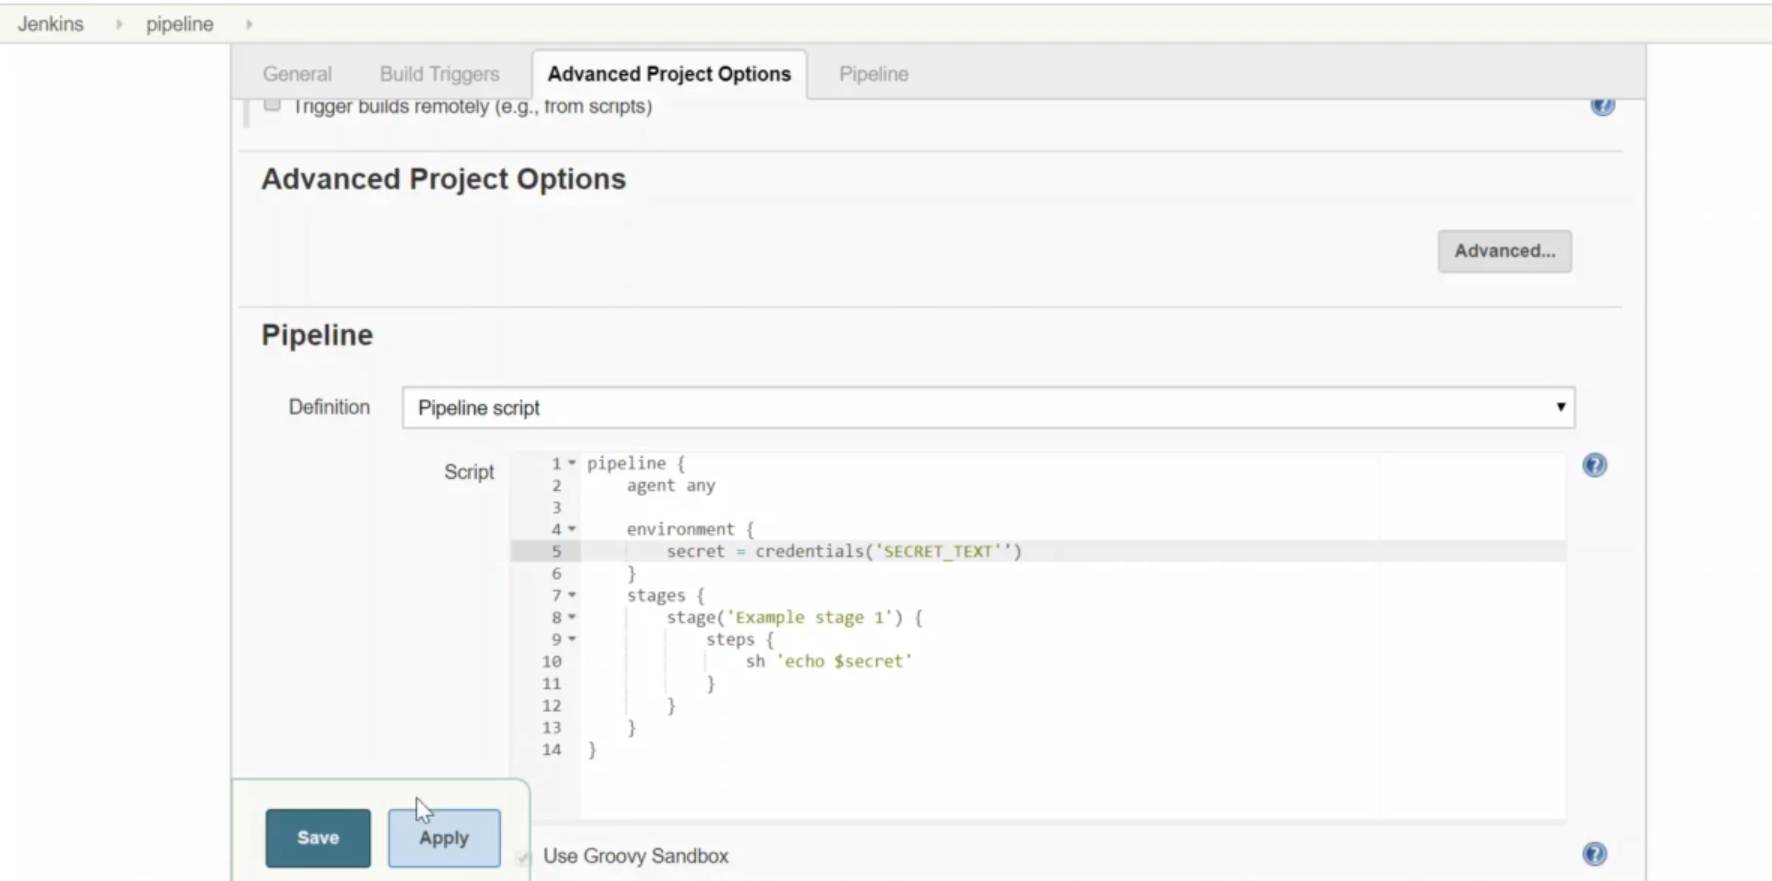 Jenkins pipeline
General Build Triggers Advanced Project Options Pipeline
Trigger builds remotely (e.g., from scripts)
Advanced Project Options
Advanced...
Pipeline
Definition Pipeline script
Script
1 pipeline {
2     agent any
3
4     environment {
5         secret = credentials('SECRET_TEXT'')
6     }
7     stages {
8         stage('Example stage 1') {
9             steps {
10                 sh 'echo $secret'
11             }
12         }
13     }
14 }
Save Apply
Use Groovy Sandbox